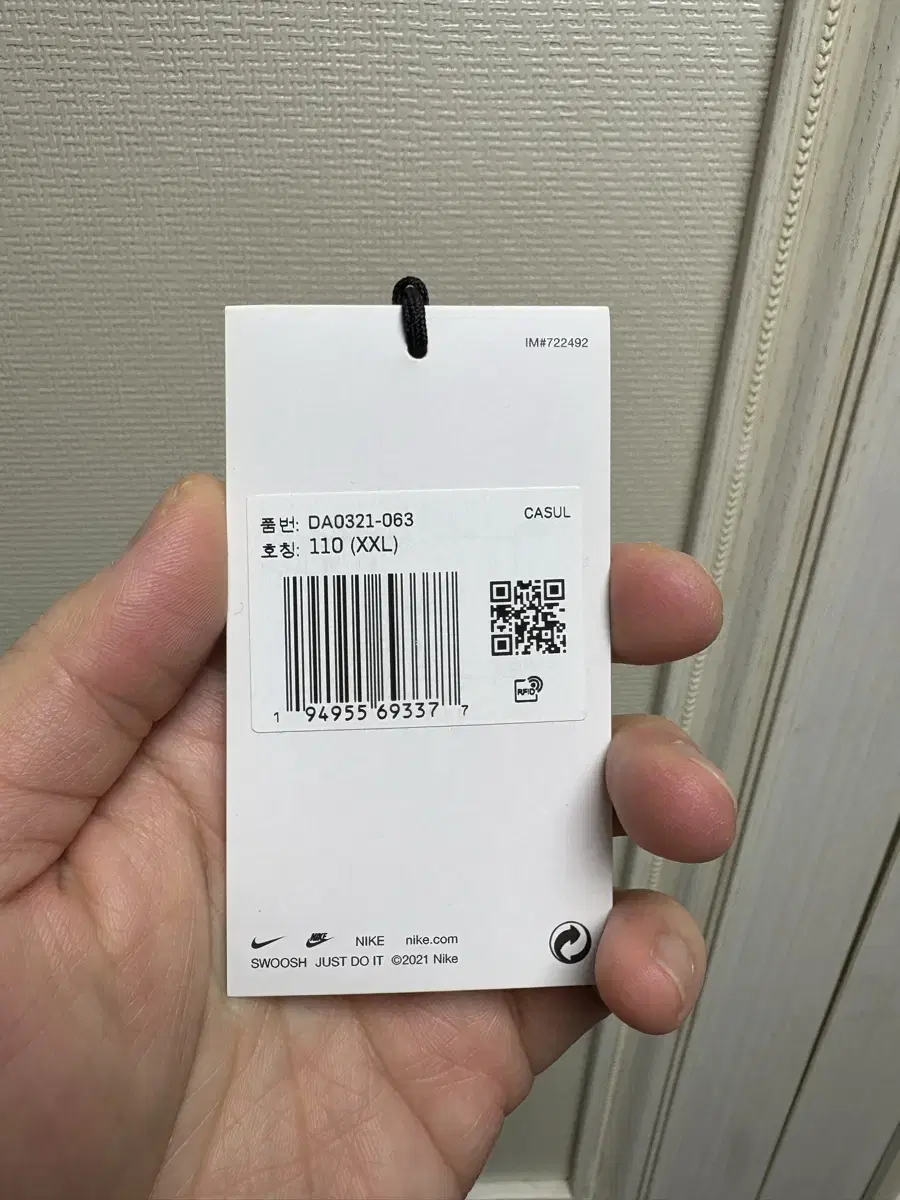 IM#722492
품번: DA0321-063
CASUL
호칭: 110 (XXL)
1 94955 69337 7
RFID
NIKE NIKE nike.com
SWOOSH JUST DO IT ©2021 Nike